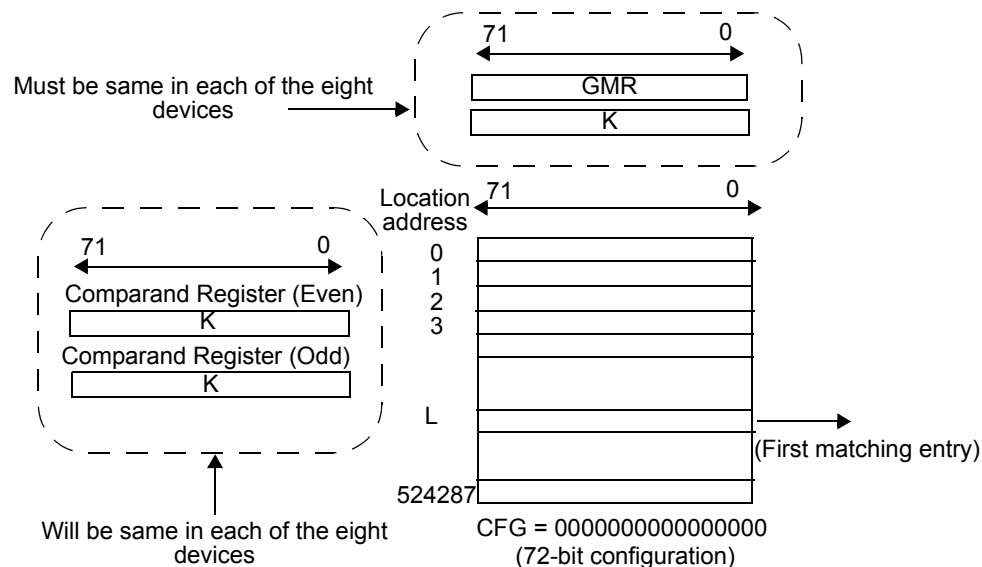 71 0
Must be same in each of the eight
devices
GMR
K
Location
address
71 0
0
1
2
3
L
524287
(First matching entry)
CFG = 0000000000000000
(72-bit configuration)
71 0
Comparand Register (Even)
K
Comparand Register (Odd)
K
Will be same in each of the eight
devices